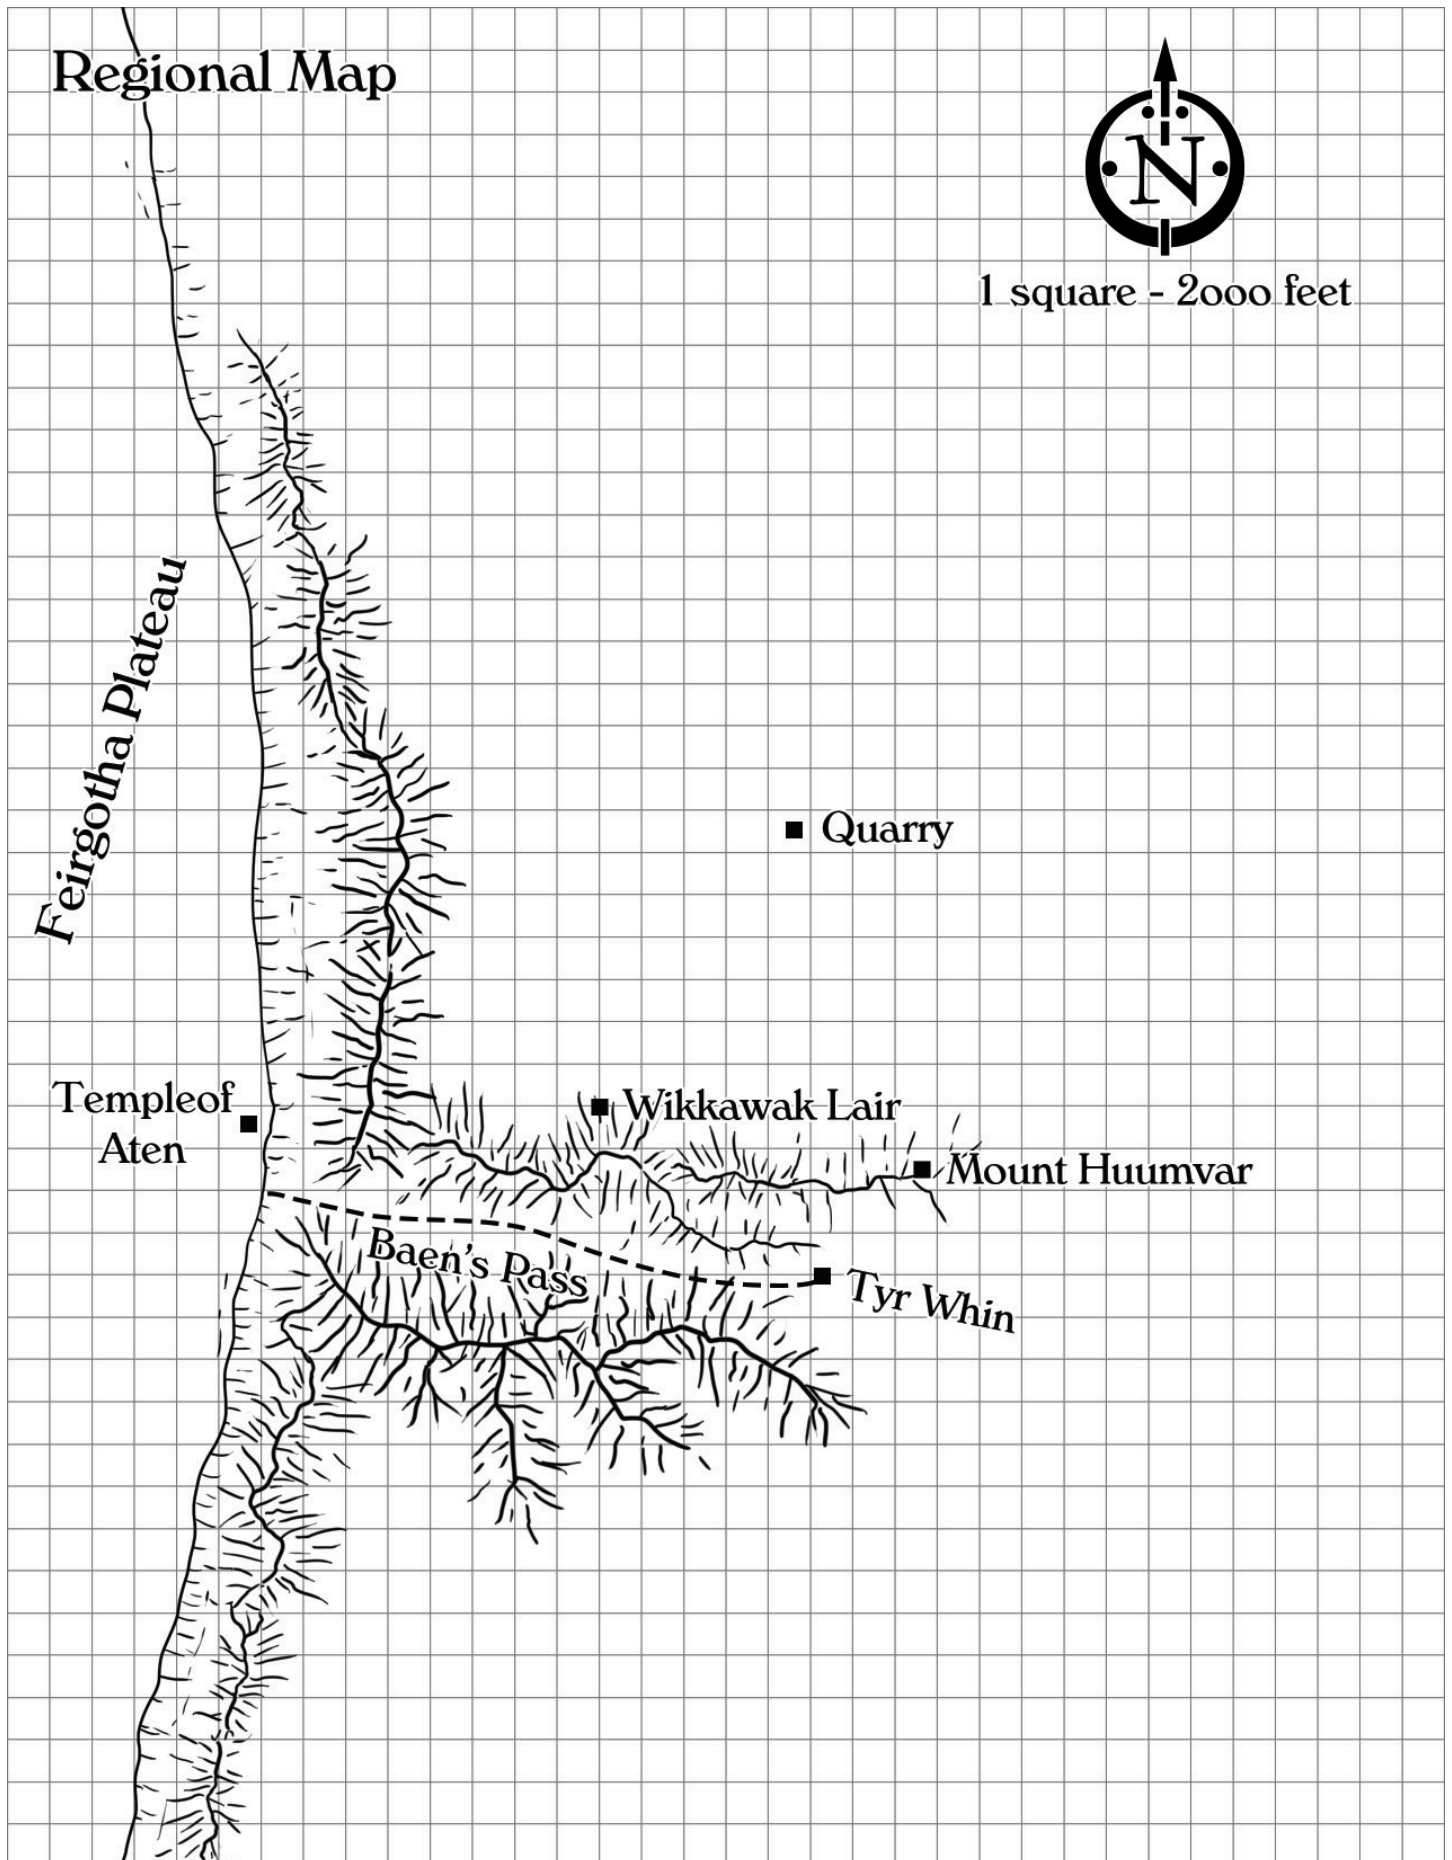 Regional Map
N
1 square - 2000 feet
Feirgotha Plateau
Quarry
Templeof
Aten
Wikkawak Lair
Mount Huumvar
Baen's Pass
Tyr Whin